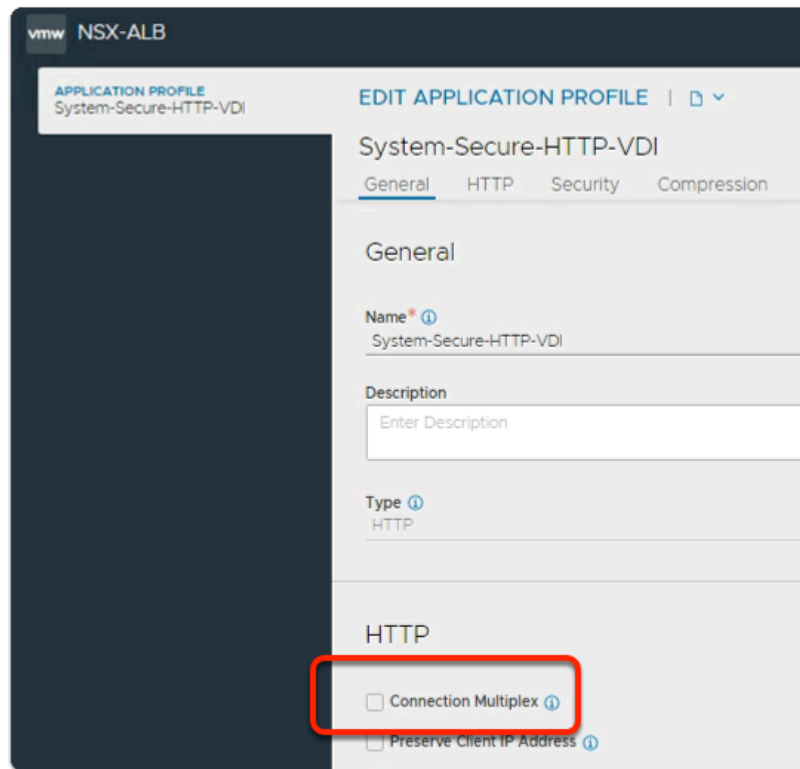 vmw NSX-ALB
APPLICATION PROFILE
System-Secure-HTTP-VDI
EDIT APPLICATION PROFILE |
System-Secure-HTTP-VDI
General HTTP Security Compression
General
Name*
System-Secure-HTTP-VDI
Description
Enter Description
Type
HTTP
HTTP
Connection Multiplex
Preserve Client IP Address